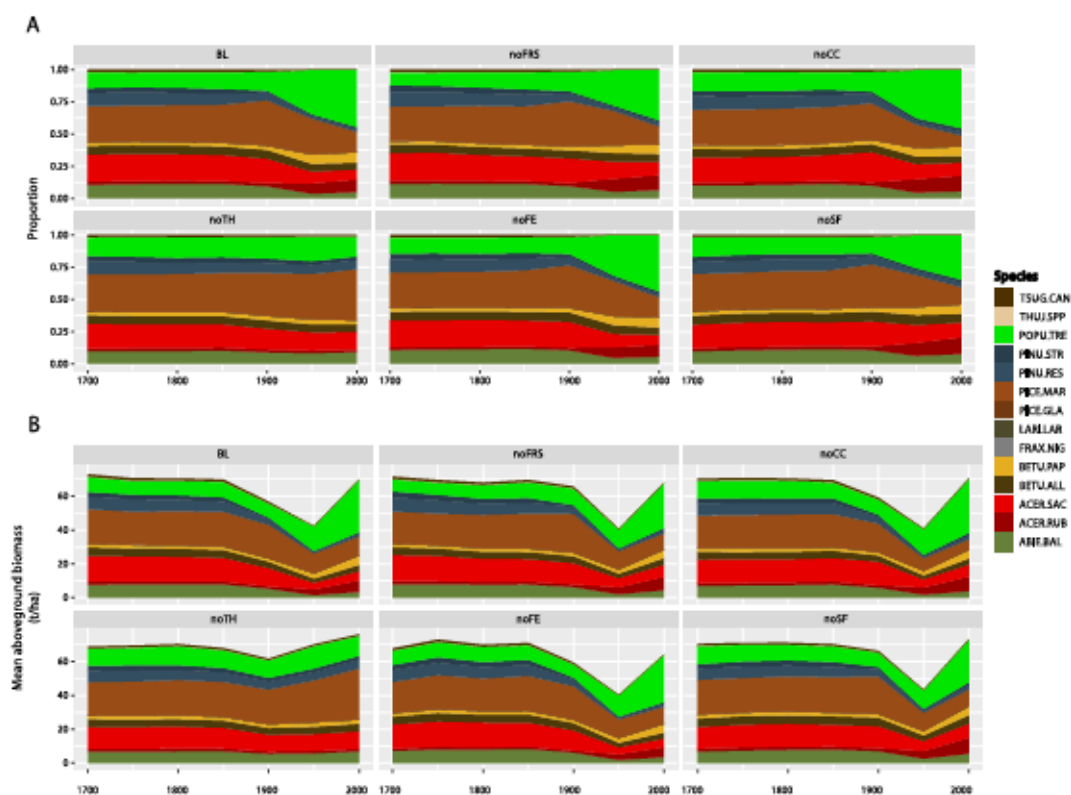 A
BL noFRS noCC
1.00
0.75
0.50
0.25
0.00
noTH noFE noSF
1.00
0.75
0.50
0.25
0.00
Proportion
1700 1800 1900 2000 1700 1800 1900 2000 1700 1800 1900 2000
B
BL noFRS noCC
60
40
20
0
noTH noFE noSF
60
40
20
0
Mean aboveground biomass
(t/ha)
1700 1800 1900 2000 1700 1800 1900 2000 1700 1800 1900 2000
Species
TSUG.CAN
THUJ.SPP
POPU.TRE
PINU.STR
PINU.RES
PICE.MAR
PICE.GLA
LARI.LAR
FRAX.NIG
BETU.PAP
BETU.ALL
ACER.SAC
ACER.RUB
ABIE.BAL